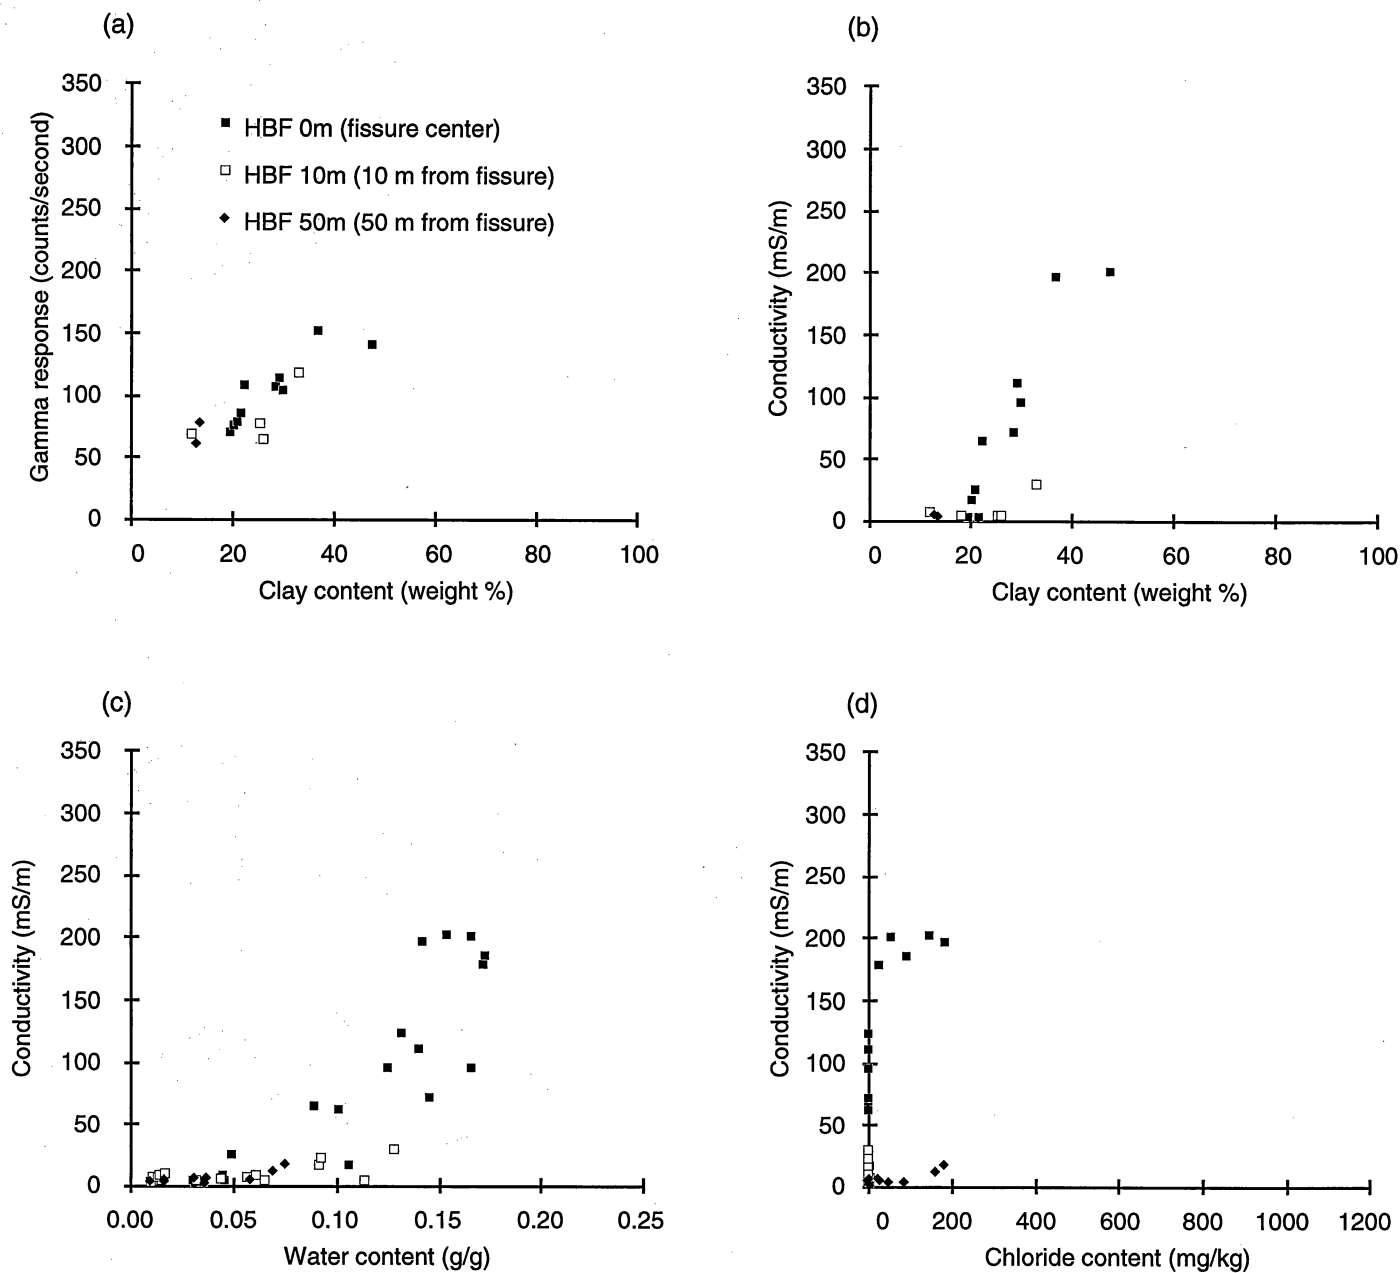 (a)
350
300
250
200
150
100
50
0
Gamma response (counts/second)
■ HBF 0m (fissure center)
□ HBF 10m (10 m from fissure)
◆ HBF 50m (50 m from fissure)
0 20 40 60 80 100
Clay content (weight %)
(b)
350
300
250
200
150
100
50
0
Conductivity (mS/m)
0 20 40 60 80 100
Clay content (weight %)
(c)
350
300
250
200
150
100
50
0
Conductivity (mS/m)
0.00 0.05 0.10 0.15 0.20 0.25
Water content (g/g)
(d)
350
300
250
200
150
100
50
0
Conductivity (mS/m)
0 200 400 600 800 1000 1200
Chloride content (mg/kg)